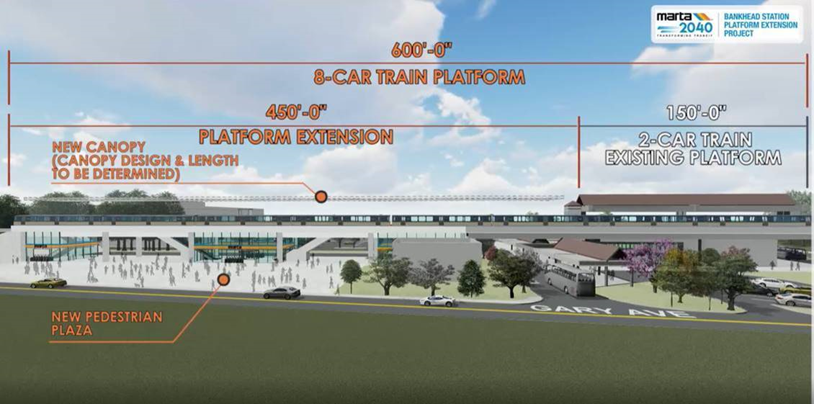 marta
2040
TRANSFORMING TRANSIT
BANKHEAD STATION
PLATFORM EXTENSION
PROJECT
600'-0"
8-CAR TRAIN PLATFORM
450'-0"
PLATFORM EXTENSION
150'-0"
2-CAR TRAIN
EXISTING PLATFORM
NEW CANOPY
(CANOPY DESIGN & LENGTH
TO BE DETERMINED)
NEW PEDESTRIAN
PLAZA
GARY AVE